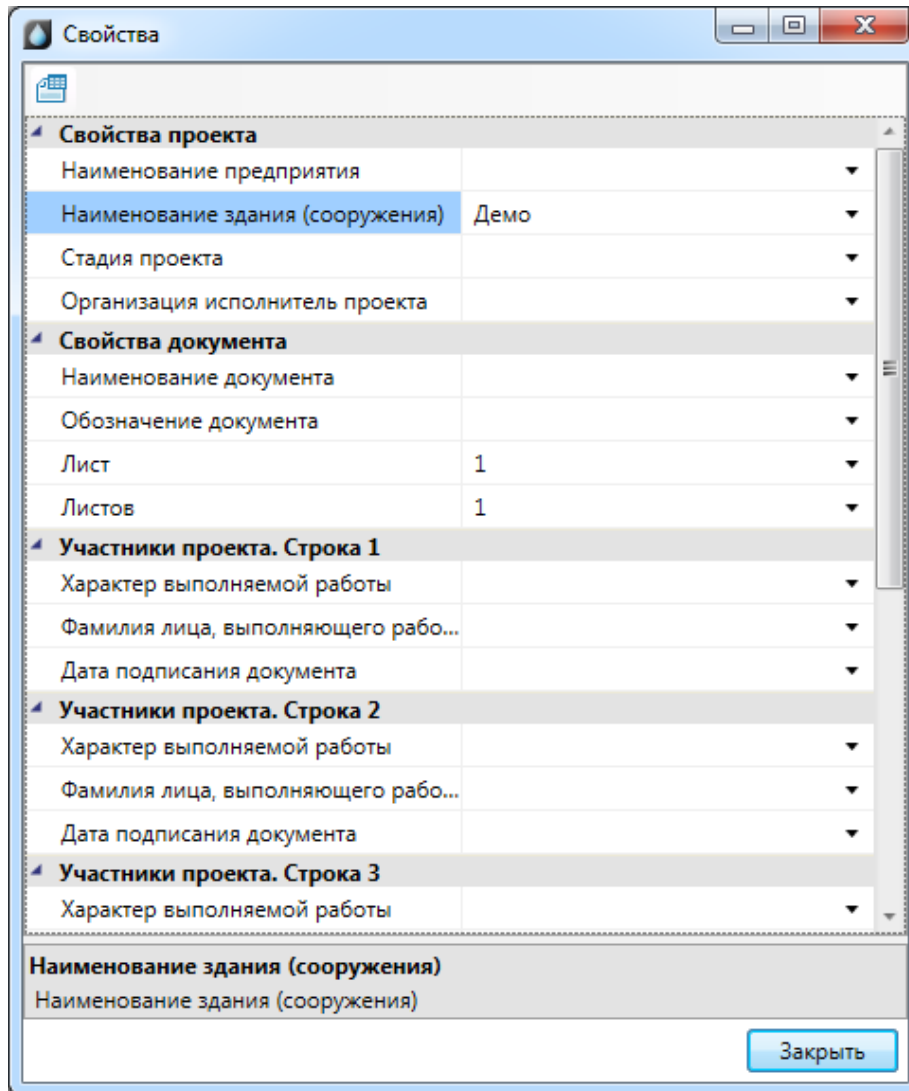 Свойства
Свойства проекта
Наименование предприятия
Наименование здания (сооружения) Демо
Стадия проекта
Организация исполнитель проекта
Свойства документа
Наименование документа
Обозначение документа
Лист 1
Листов 1
Участники проекта. Строка 1
Характер выполняемой работы
Фамилия лица, выполняющего рабо...
Дата подписания документа
Участники проекта. Строка 2
Характер выполняемой работы
Фамилия лица, выполняющего рабо...
Дата подписания документа
Участники проекта. Строка 3
Характер выполняемой работы
Наименование здания (сооружения)
Наименование здания (сооружения)
Закрыть